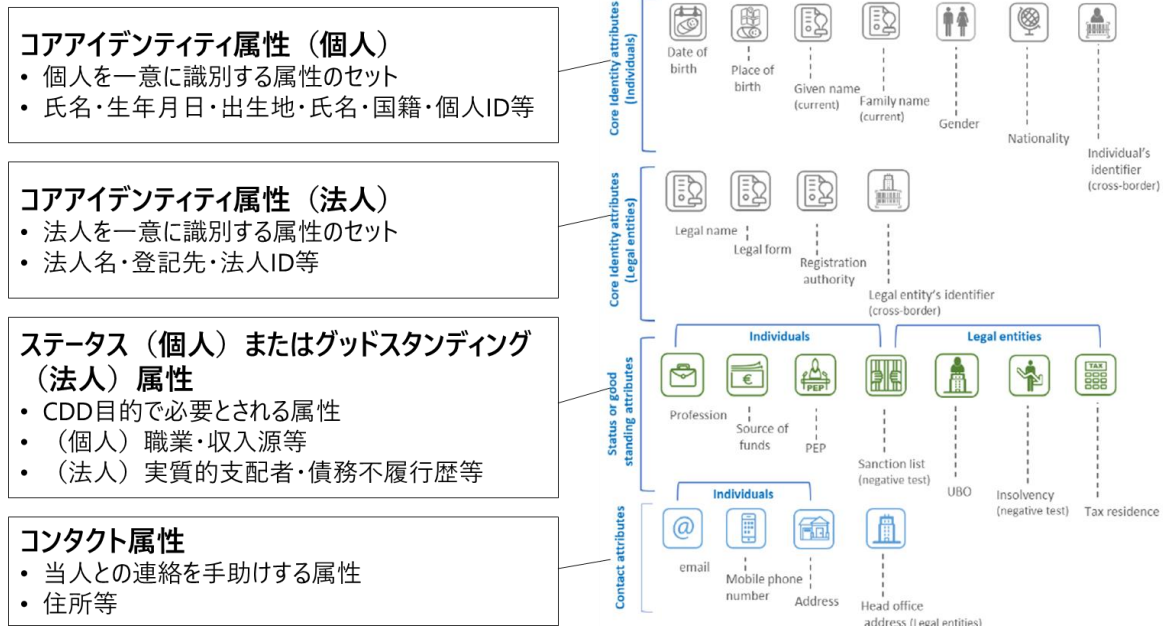 コアアイデンティティ属性（個人）
• 個人を一意に識別する属性のセット
• 氏名・生年月日・出生地・氏名・国籍・個人ID等
コアアイデンティティ属性（法人）
• 法人を一意に識別する属性のセット
• 法人名・登記先・法人ID等
ステータス（個人）またはグッドスタンディング
（法人）属性
• CDD目的で必要とされる属性
• （個人）職業・収入源等
• （法人）実質的支配者・債務不履行歴等
コンタクト属性
• 当人との連絡を手助けする属性
• 住所等
Core Identity attributes
(Individuals)
Date of
birth
Place of
birth
Given name
(current)
Family name
(current)
Gender
Nationality
Individual's
identifier
(cross-border)
Core Identity attributes
(Legal entities)
Legal name
Legal form
Registration
authority
Legal entity's identifier
(cross-border)
Status or good
standing attributes
Individuals
Legal entities
€
PEP
TAX
Profession
Source of
funds
PEP
Sanction list
(negative test)
UBO
Insolvency
(negative test)
Tax residence
Contact attributes
Individuals
@
email
Mobile phone
number
Address
Head office
address (Legal entities)